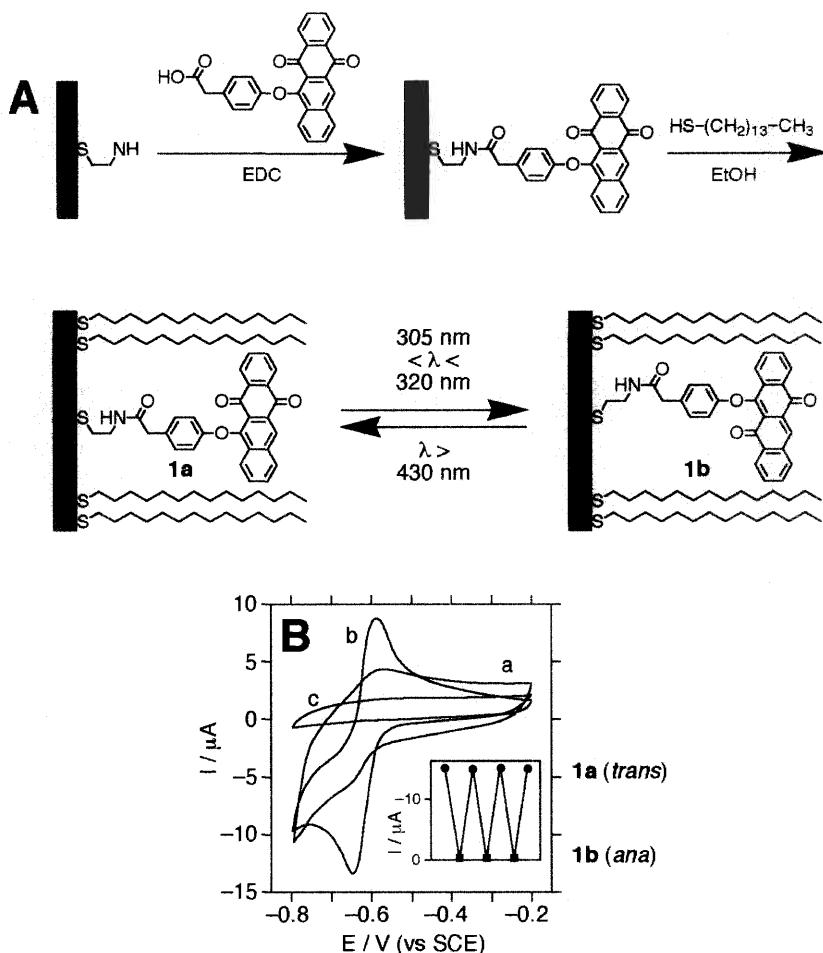 A
HO
O
O
O
O
S
NH
EDC
S
HN
O
O
O
O
HS–(CH2)13–CH3
EtOH
S
S
S
HN
O
O
O
O
1a
S
S
305 nm
< λ <
320 nm
λ >
430 nm
S
S
S
HN
O
O
O
O
1b
S
S
B
10
5
0
−5
−10
−15
I / μA
a
b
c
−10
0
I / μA
−0.8
−0.6
−0.4
−0.2
E / V (vs SCE)
1a (trans)
1b (ana)